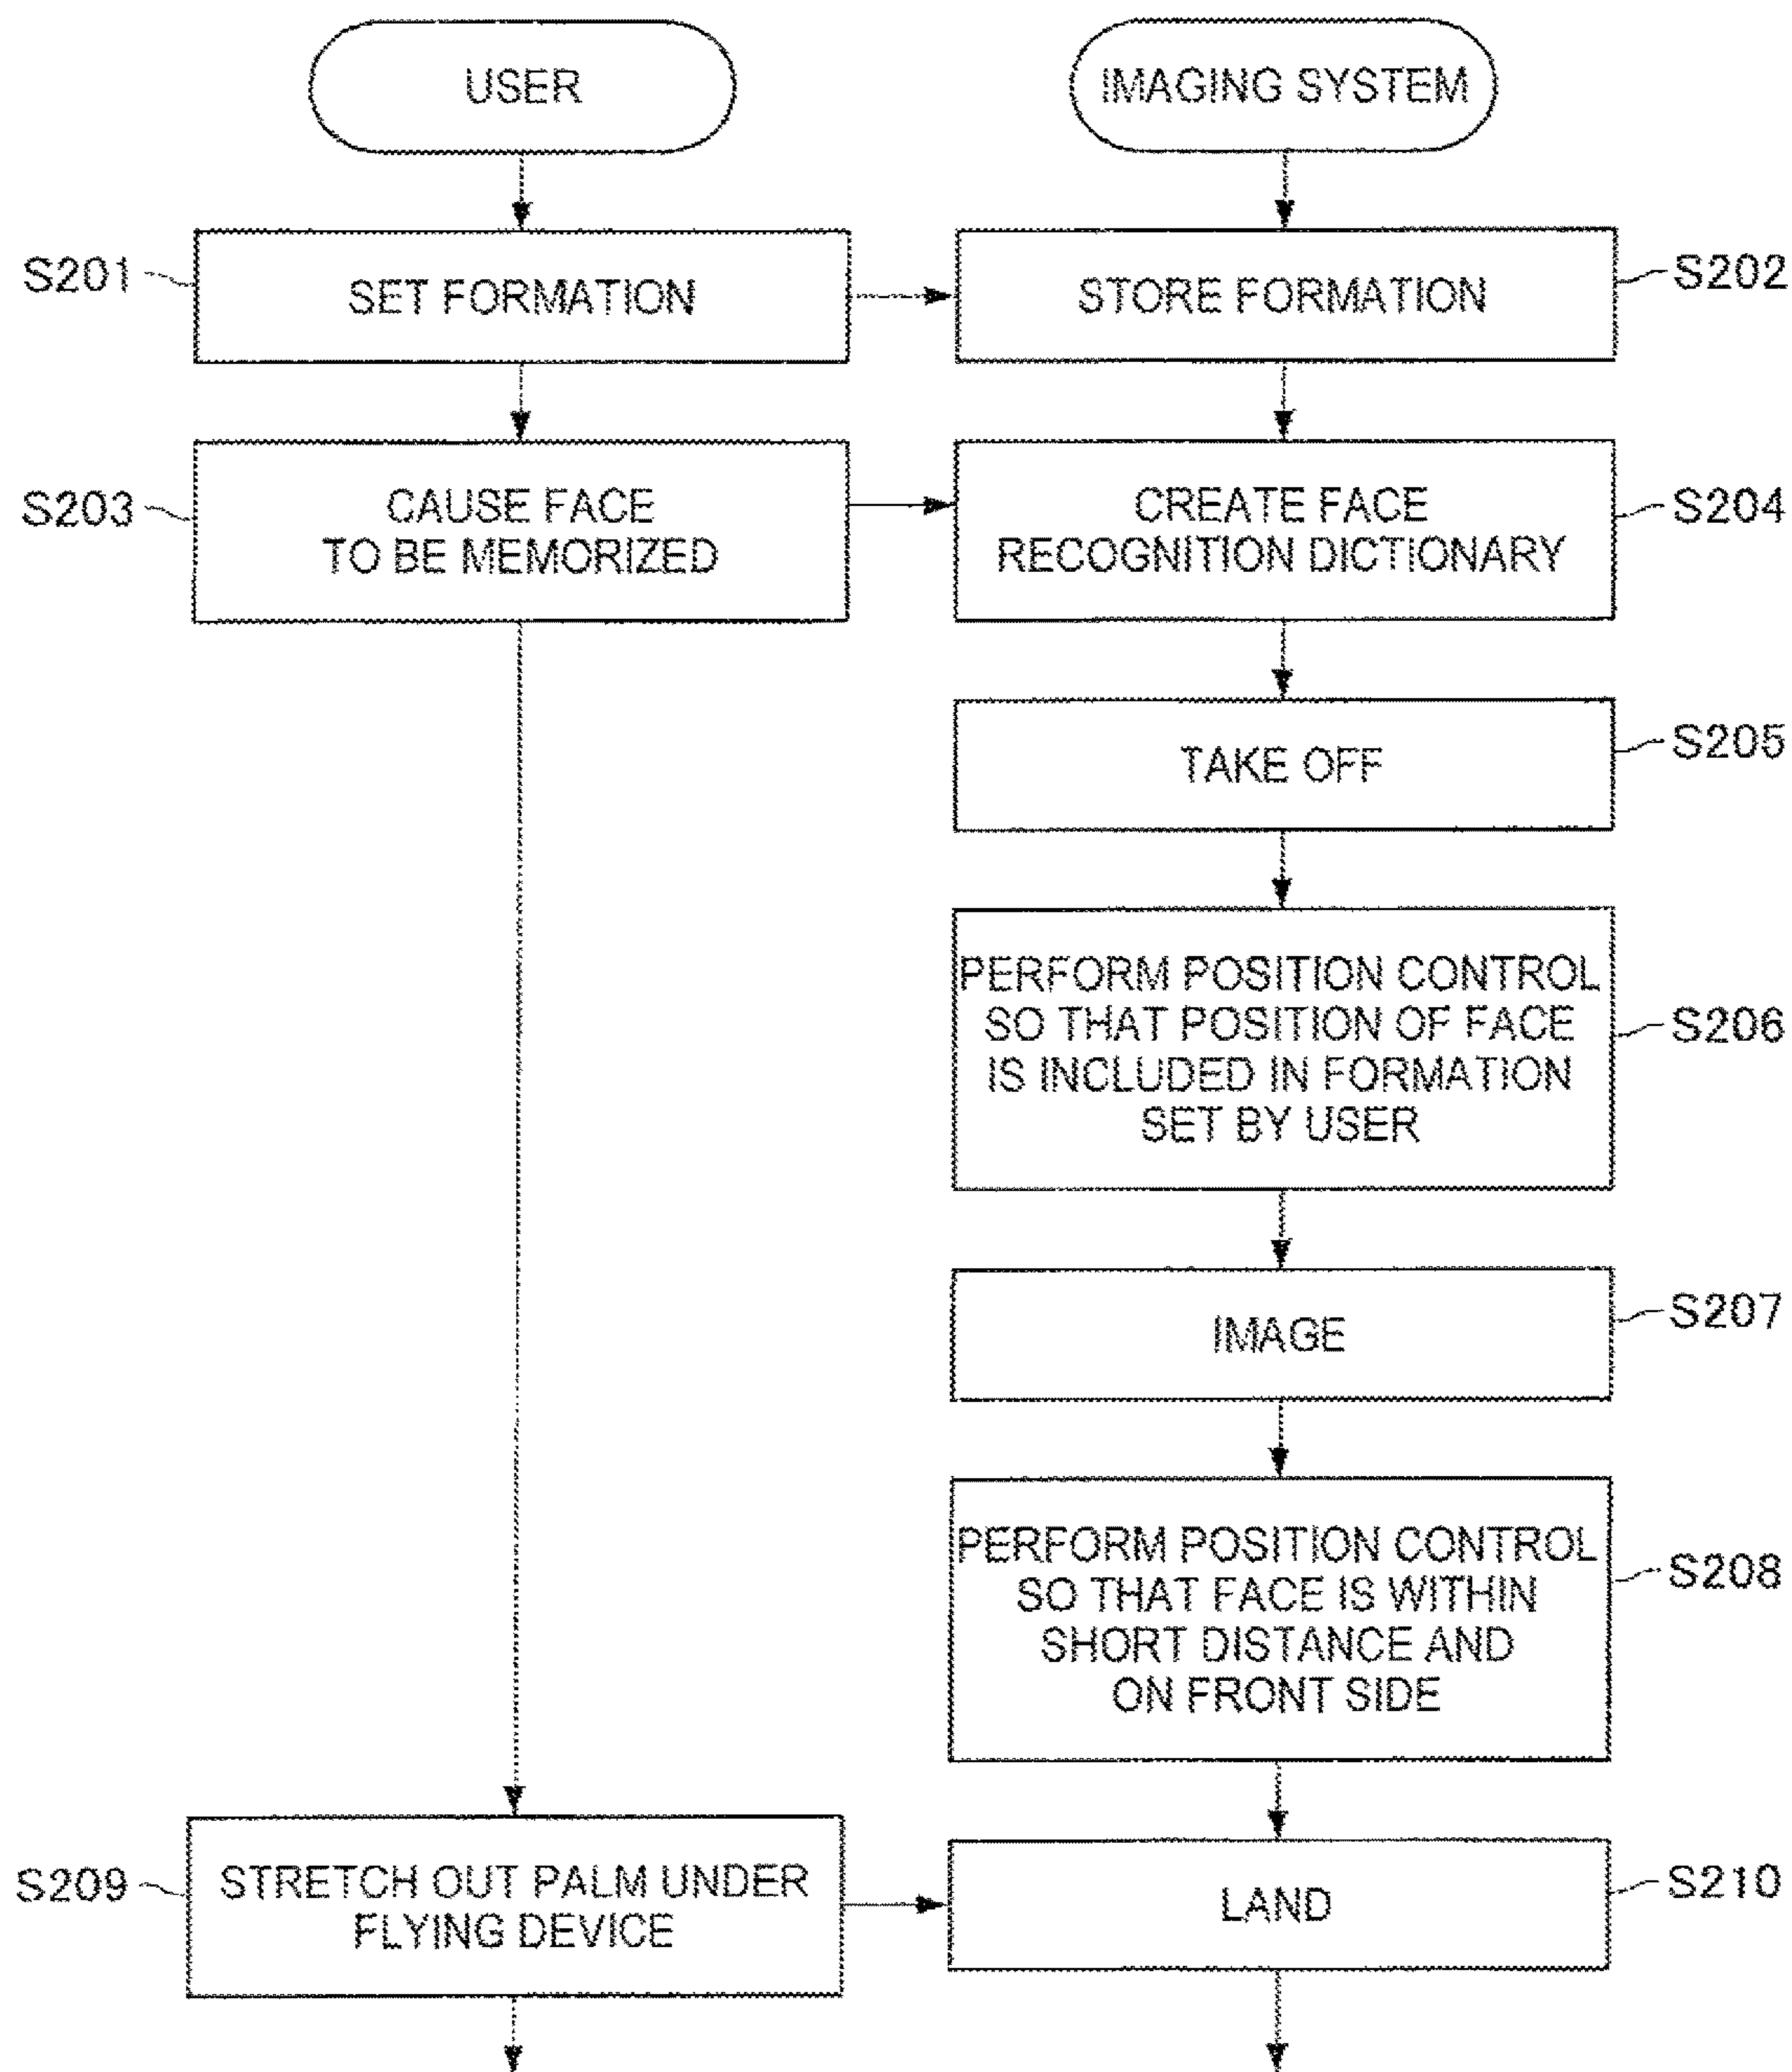 USER
IMAGING SYSTEM
S201
SET FORMATION
STORE FORMATION
S202
S203
CAUSE FACE
TO BE MEMORIZED
CREATE FACE
RECOGNITION DICTIONARY
S204
TAKE OFF
S205
PERFORM POSITION CONTROL
SO THAT POSITION OF FACE
IS INCLUDED IN FORMATION
SET BY USER
S206
IMAGE
S207
PERFORM POSITION CONTROL
SO THAT FACE IS WITHIN
SHORT DISTANCE AND
ON FRONT SIDE
S208
S209
STRETCH OUT PALM UNDER
FLYING DEVICE
LAND
S210